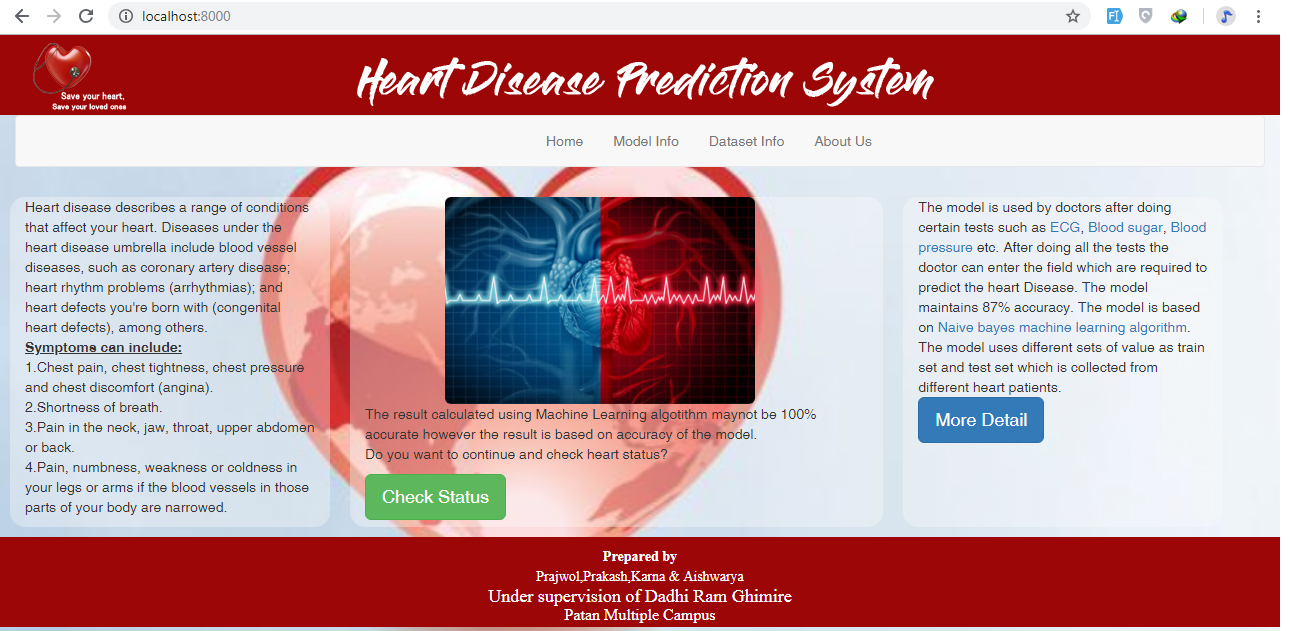 localhost:8000
Save your heart,
Save your loved ones
Heart Disease Prediction System
Home Model Info Dataset Info About Us
Heart disease describes a range of conditions
that affect your heart. Diseases under the
heart disease umbrella include blood vessel
diseases, such as coronary artery disease;
heart rhythm problems (arrhythmias); and
heart defects you're born with (congenital
heart defects), among others.
Symptoms can include:
1.Chest pain, chest tightness, chest pressure
and chest discomfort (angina).
2.Shortness of breath.
3.Pain in the neck, jaw, throat, upper abdomen
or back.
4.Pain, numbness, weakness or coldness in
your legs or arms if the blood vessels in those
parts of your body are narrowed.
The result calculated using Machine Learning algotithm maynot be 100%
accurate however the result is based on accuracy of the model.
Do you want to continue and check heart status?
Check Status
The model is used by doctors after doing
certain tests such as ECG, Blood sugar, Blood
pressure etc. After doing all the tests the
doctor can enter the field which are required to
predict the heart Disease. The model
maintains 87% accuracy. The model is based
on Naive bayes machine learning algorithm.
The model uses different sets of value as train
set and test set which is collected from
different heart patients.
More Detail
Prepared by
Prajwol,Prakash,Karna & Aishwarya
Under supervision of Dadhi Ram Ghimire
Patan Multiple Campus